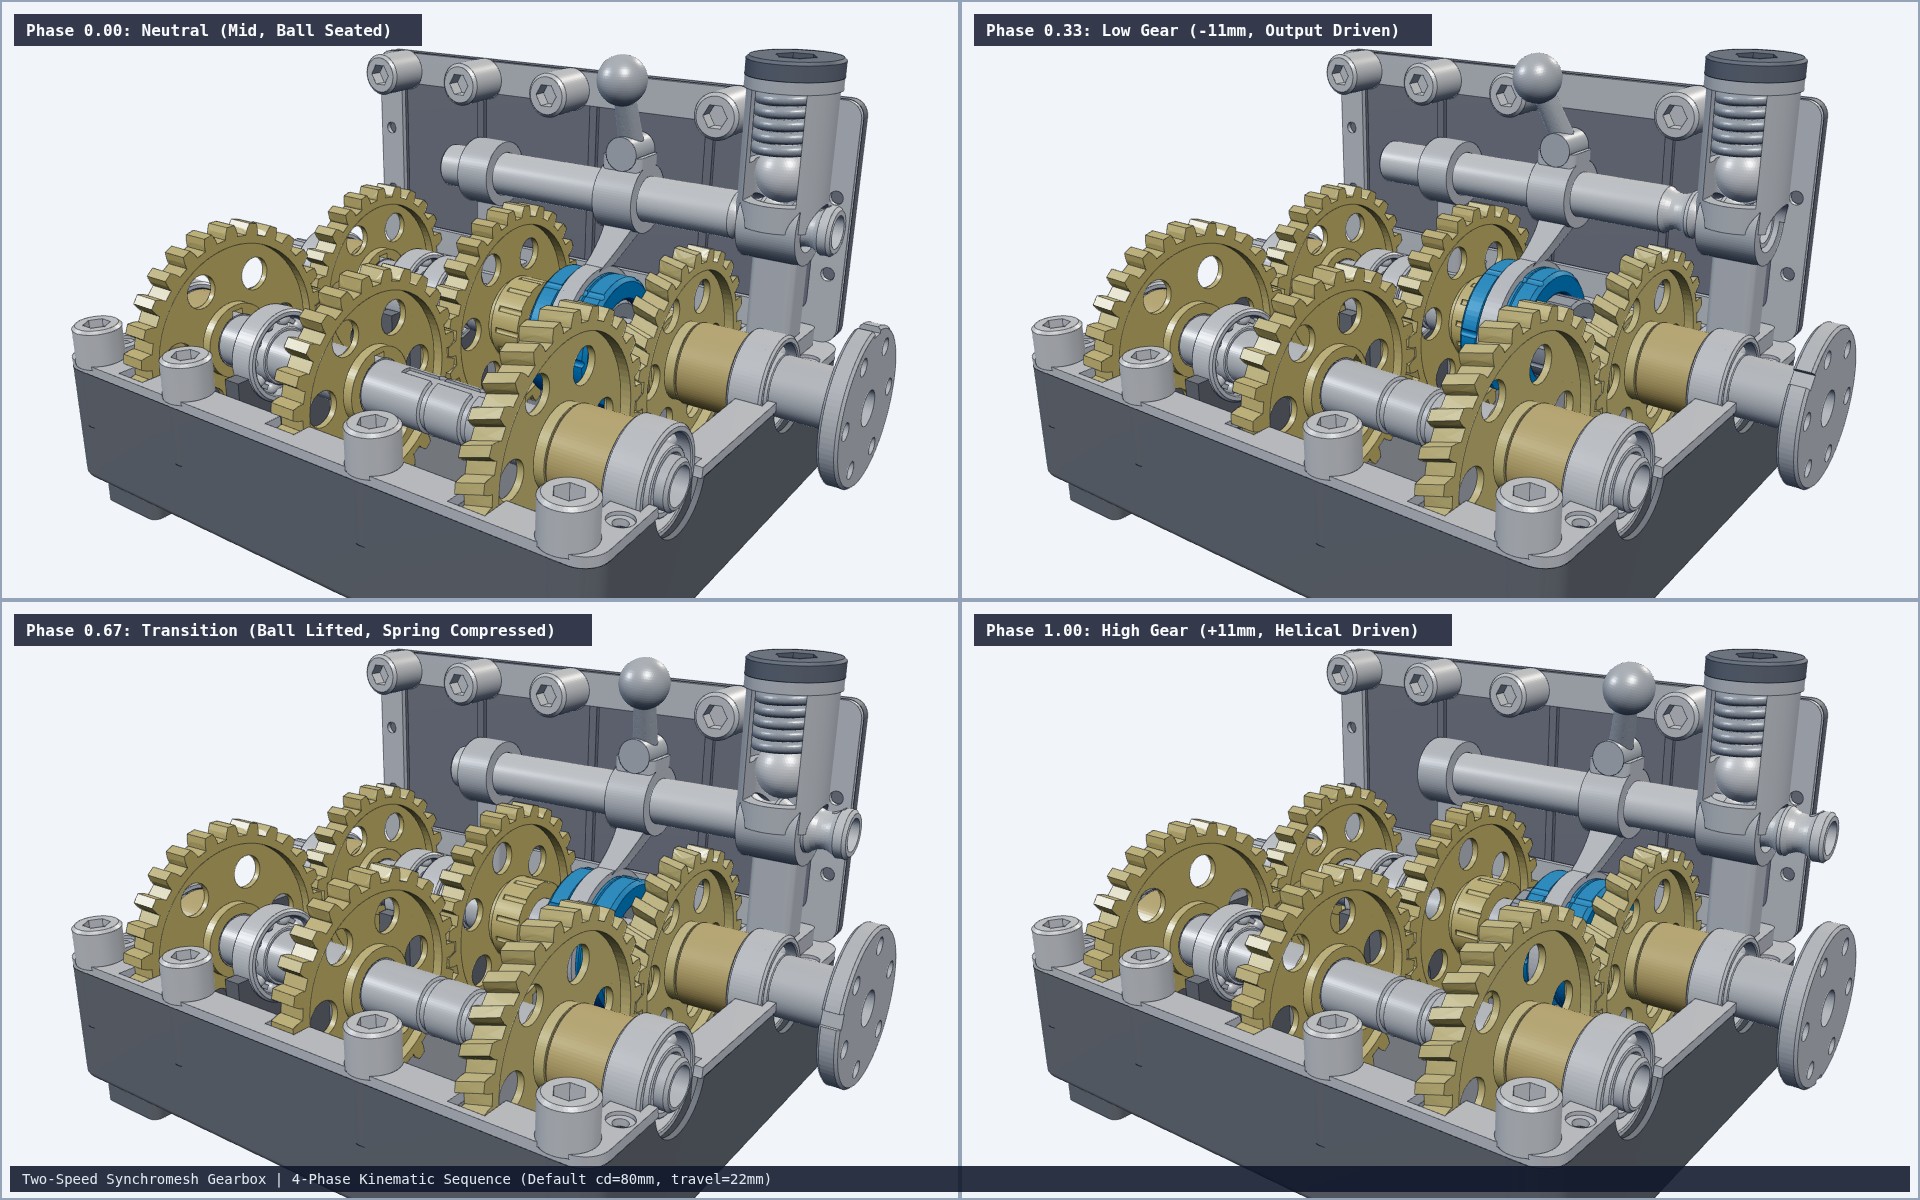 Phase 0.00: Neutral (Mid, Ball Seated)
Phase 0.33: Low Gear (-11mm, Output Driven)
Phase 0.67: Transition (Ball Lifted, Spring Compressed)
Phase 1.00: High Gear (+11mm, Helical Driven)
Two-Speed Synchromesh Gearbox | 4-Phase Kinematic Sequence (Default cd=80mm, travel=22mm)